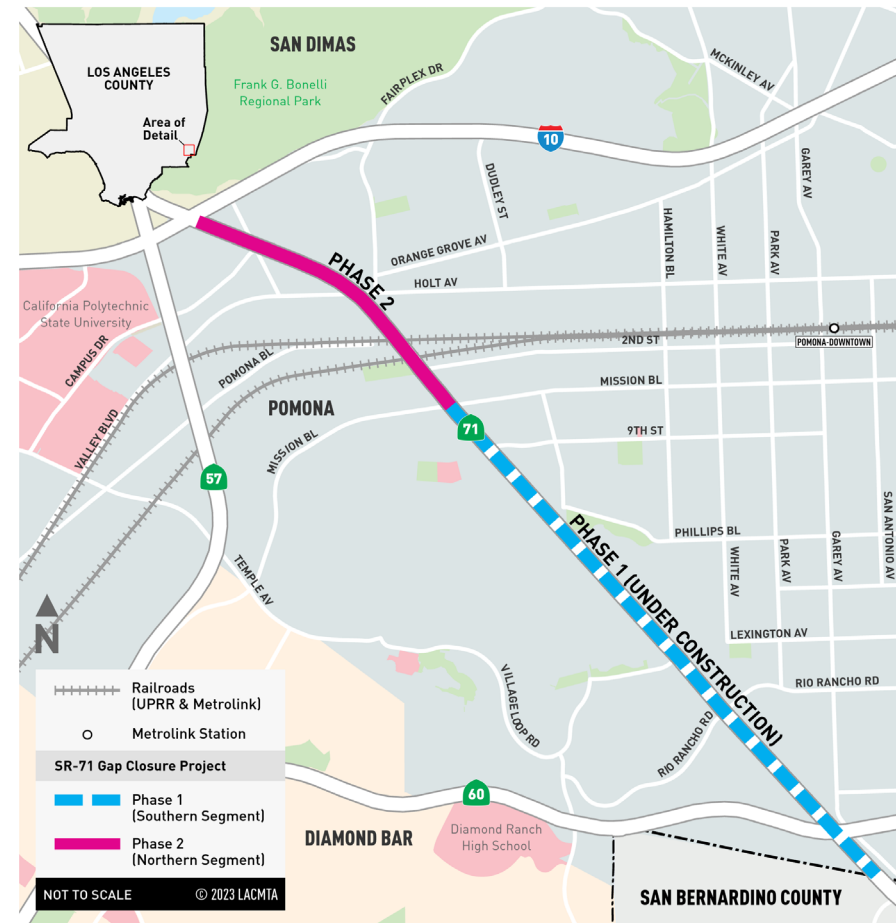 SAN DIMAS
Frank G. Bonelli
Regional Park
LOS ANGELES
COUNTY
Area of
Detail
FAIRPLEX DR
MCKINLEY AV
10
DUDLEY ST
GAREY AV
HAMILTON BL
WHITE AV
PARK AV
ORANGE GROVE AV
PHASE 2
HOLT AV
California Polytechnic
State University
CAMPUS DR
2ND ST
POMONA-DOWNTOWN
POMONA BL
MISSION BL
POMONA
VALLEY BLVD
MISSION BL
71
9TH ST
57
SAN ANTONIO AV
PHASE 1 (UNDER CONSTRUCTION)
PHILLIPS BL
WHITE AV
PARK AV
GAREY AV
TEMPLE AV
N
LEXINGTON AV
VILLAGE LOOP RD
RIO RANCHO RD
RIO RANCHO RD
Railroads
(UPRR & Metrolink)
Metrolink Station
SR-71 Gap Closure Project
Phase 1
(Southern Segment)
Phase 2
(Northern Segment)
60
DIAMOND BAR
Diamond Ranch
High School
NOT TO SCALE
© 2023 LACMTA
SAN BERNARDINO COUNTY